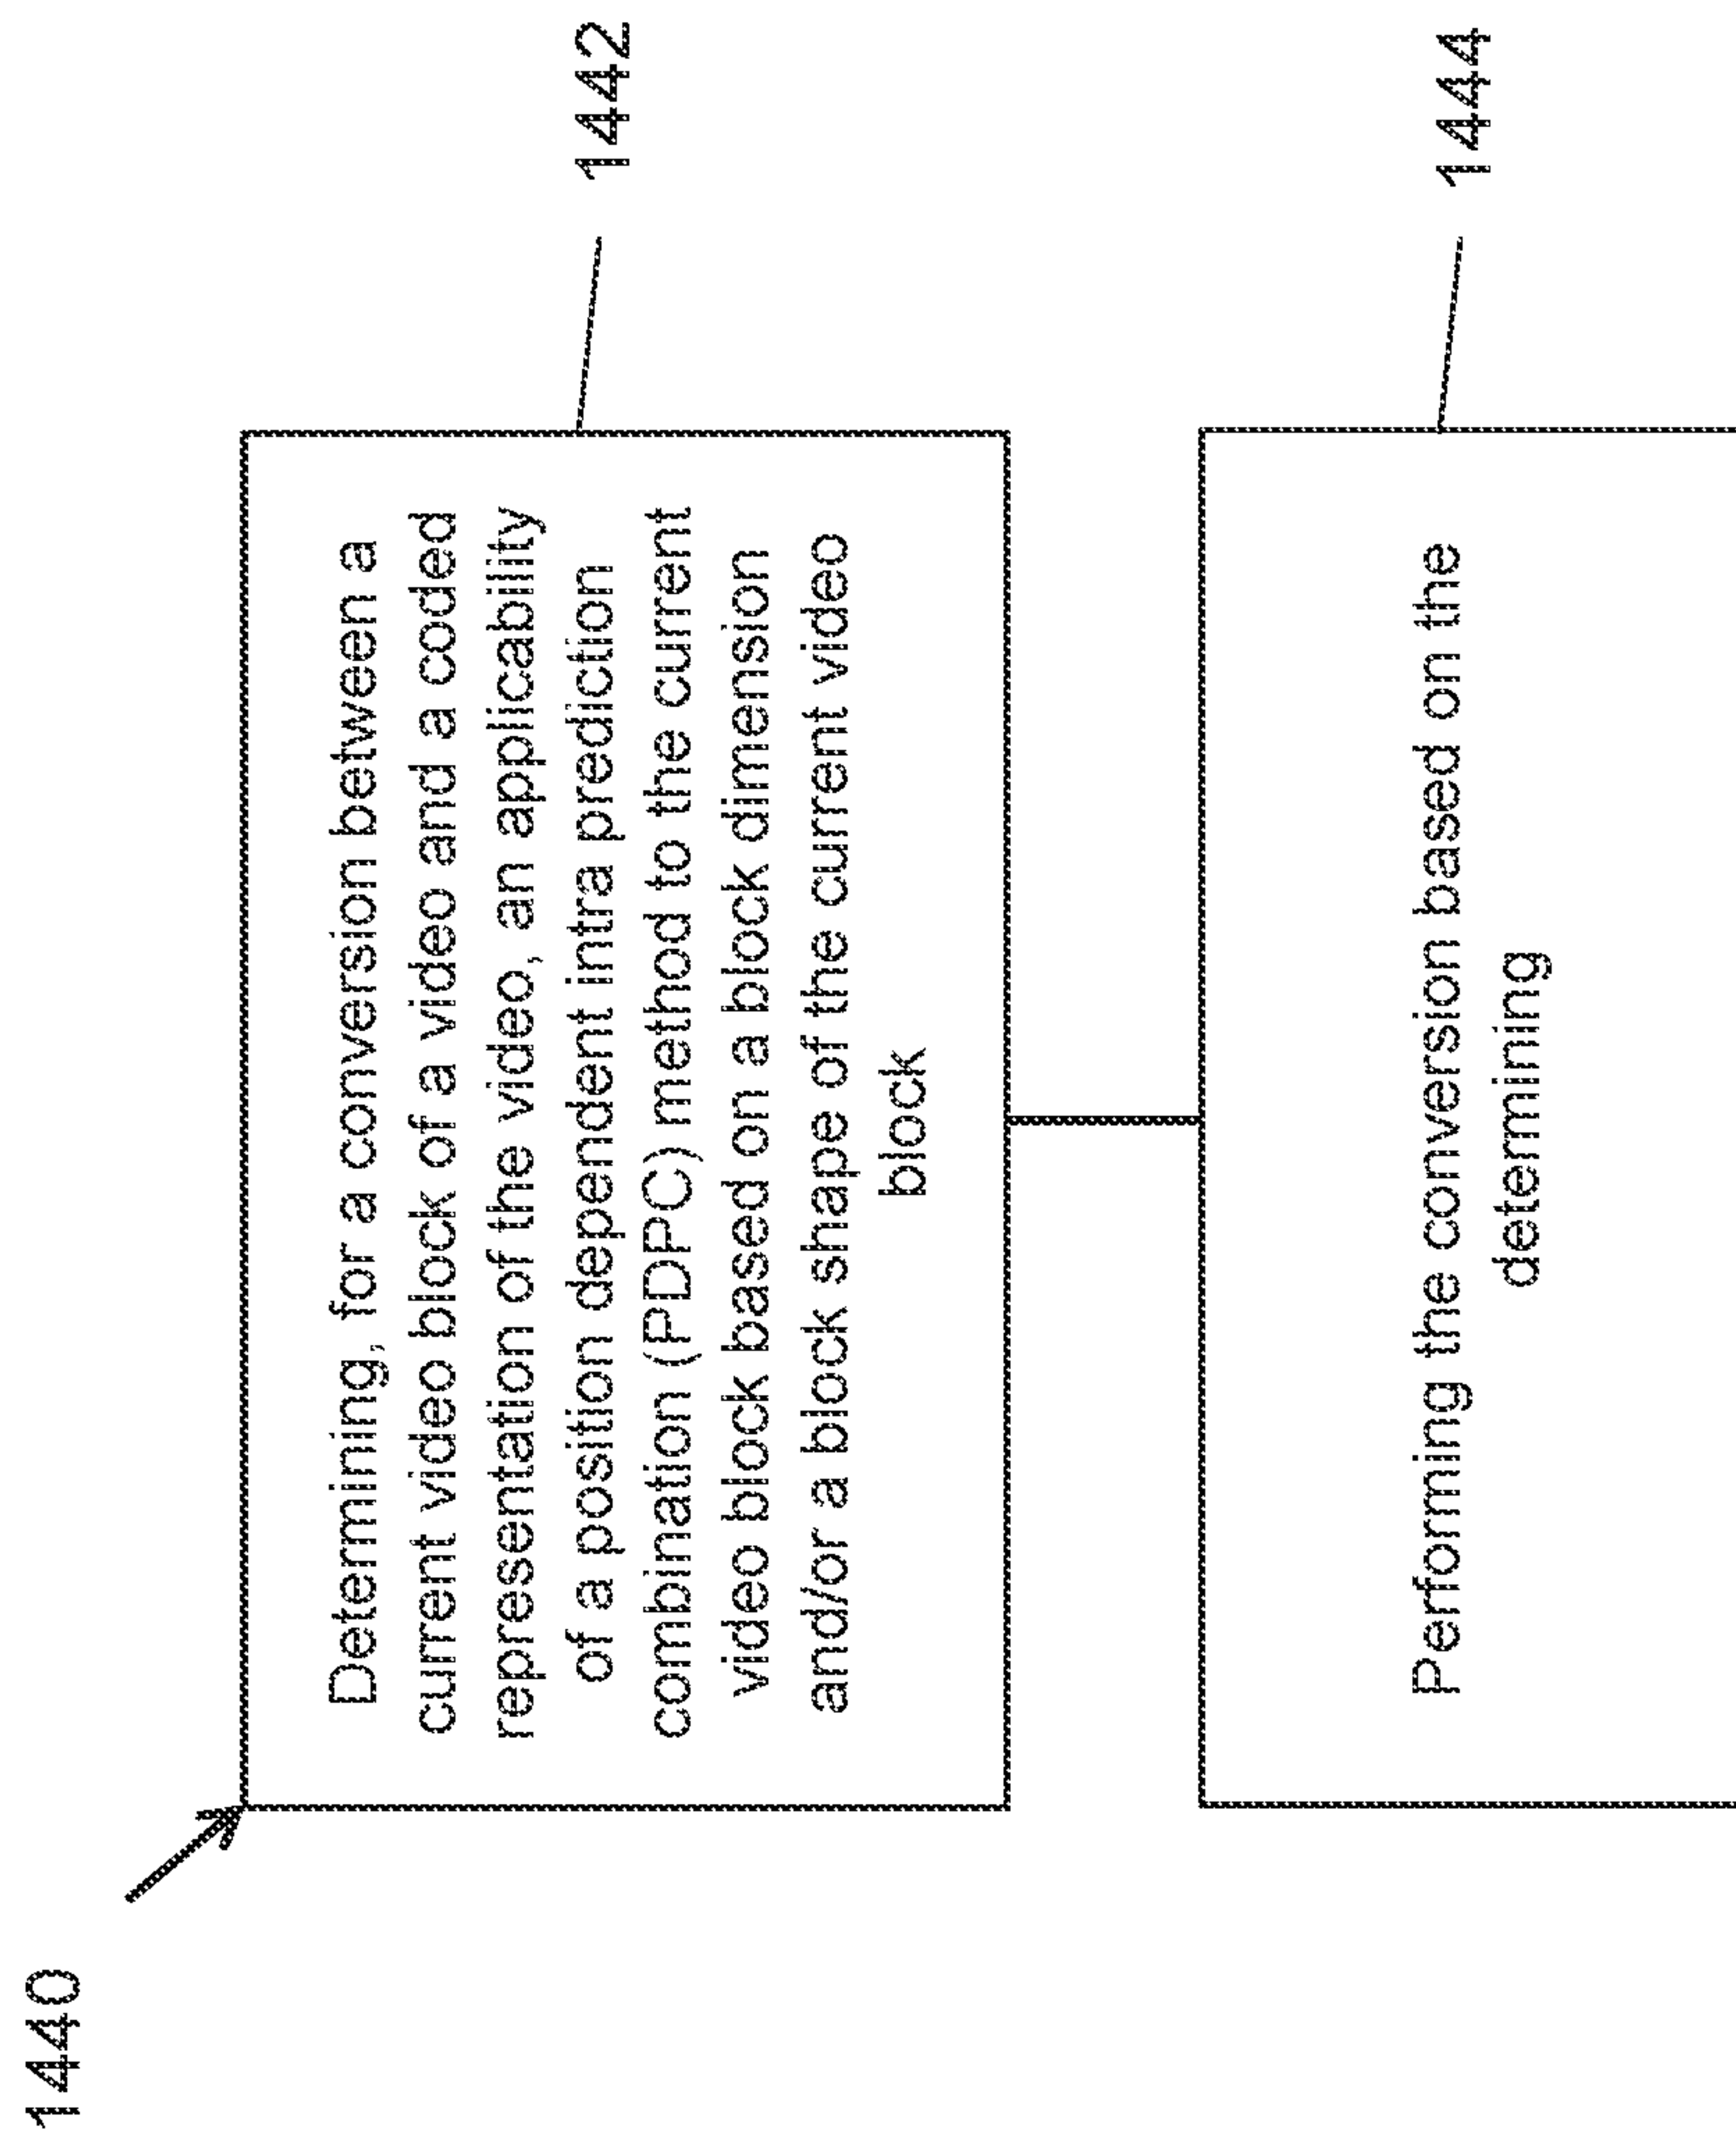 1440
Determining, for a conversion between a
current video block of a video and a coded
representation of the video, an applicability
of a position dependent intra prediction
combination (PDPC) method to the current
video block based on a block dimension
and/or a block shape of the current video
block
1442
Performing the conversion based on the
determining
1444